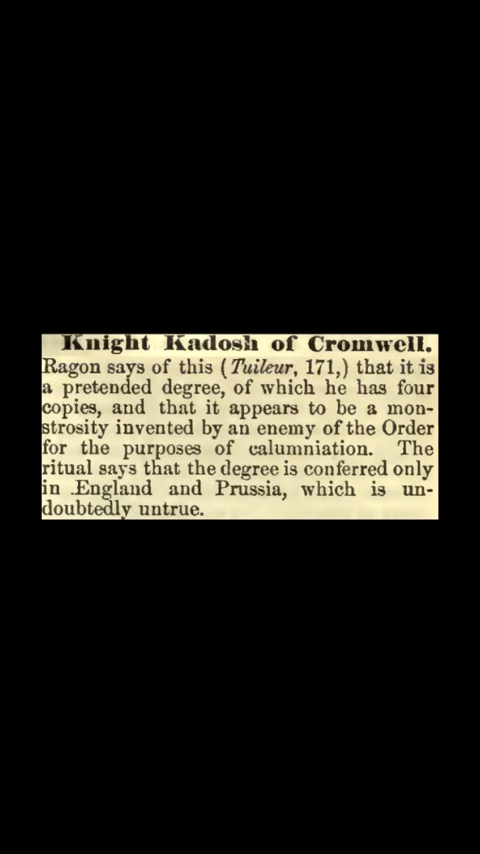 Knight Kadosh of Cromwell.
Ragon says of this (Tuileur, 171,) that it is
a pretended degree, of which he has four
copies, and that it appears to be a mon-
strosity invented by an enemy of the Order
for the purposes of calumniation. The
ritual says that the degree is conferred only
in England and Prussia, which is un-
doubtedly untrue.